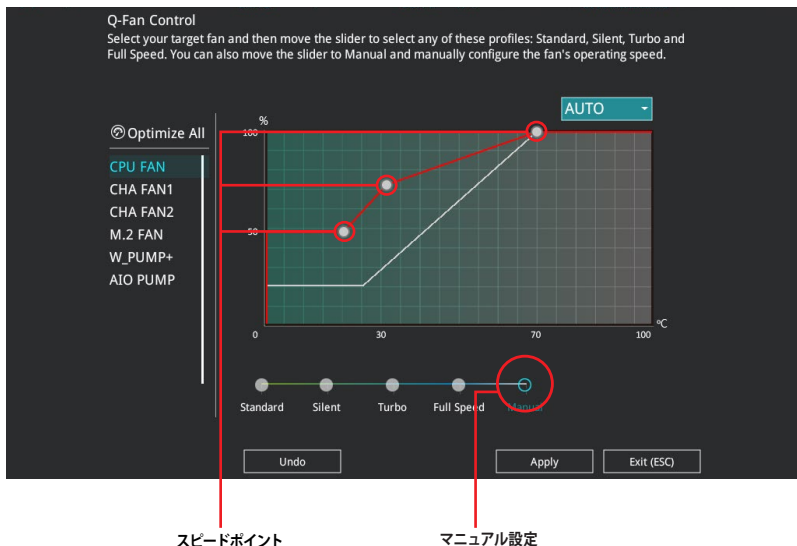 Q-Fan Control
Select your target fan and then move the slider to select any of these profiles: Standard, Silent, Turbo and
Full Speed. You can also move the slider to Manual and manually configure the fan's operating speed.
AUTO
%
Optimize All
100
CPU FAN
CHA FAN1
CHA FAN2
50
M.2 FAN
W_PUMP+
AIO PUMP
°C
0 30 70 100
Standard Silent Turbo Full Speed Manual
Undo Apply Exit (ESC)
スピードポイント マニュアル設定